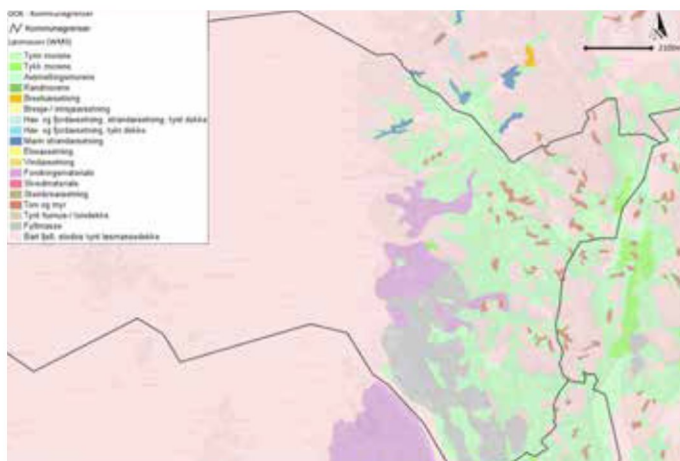 DOK - Kommunegrenser
Kommunegrenser
Løsmasser (WMS)
Tynn morene
Tykk morene
Avsmeltingsmorene
Randmorene
Breelvavsetning
Bresjø-/ innsjøavsetning
Hav- og fjordavsetning, strandavsetning, tynt dekke
Hav- og fjordavsetning, tykt dekke
Marin strandavsetning
Elveavsetning
Vindavsetning
Forvitringsmateriale
Skredmateriale
Steinbreavsetning
Torv og myr
Tynt humus-/ torvdekke
Fyllmasse
Bart fjell, stedvis tynt løsmassedekke
2100m